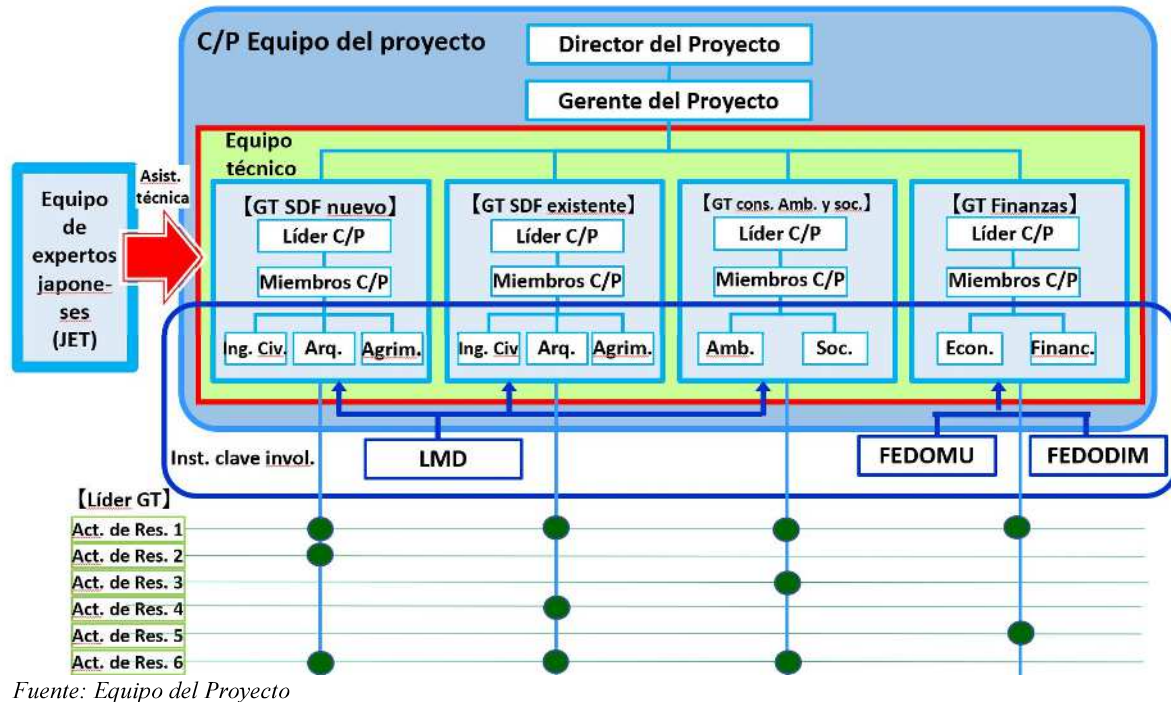 C/P Equipo del proyecto
Director del Proyecto
Gerente del Proyecto
Equipo
técnico
Asist.
técnica
Equipo
de
expertos
japone-
ses
(JET)
【GT SDF nuevo】
Líder C/P
Miembros C/P
Ing. Civ.
Arq.
Agrim.
【GT SDF existente】
Líder C/P
Miembros C/P
Ing. Civ
Arq.
Agrim.
【GT cons. Amb. y soc.】
Líder C/P
Miembros C/P
Amb.
Soc.
【GT Finanzas】
Líder C/P
Miembros C/P
Econ.
Financ.
Inst. clave invol.
LMD
FEDOMU
FEDODIM
【Líder GT】
Act. de Res. 1
Act. de Res. 2
Act. de Res. 3
Act. de Res. 4
Act. de Res. 5
Act. de Res. 6
Fuente: Equipo del Proyecto